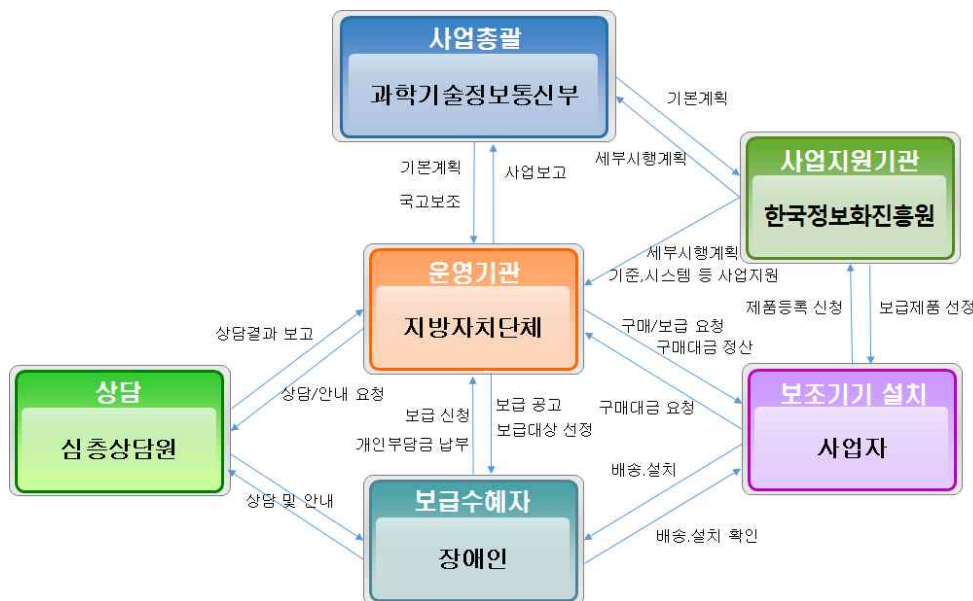 사업총괄
과학기술정보통신부
기본계획
세부시행계획
사업지원기관
한국정보화진흥원
기본계획
국고보조
사업보고
운영기관
지방자치단체
세부시행계획
기준,시스템 등 사업지원
제품등록 신청
보급제품 선정
상담결과 보고
상담/안내 요청
구매/보급 요청
구매대금 정산
구매대금 요청
상담
심층상담원
보급 신청
개인부담금 납부
보급 공고
보급대상 선정
보조기기 설치
사업자
상담 및 안내
보급수혜자
장애인
배송.설치
배송.설치 확인